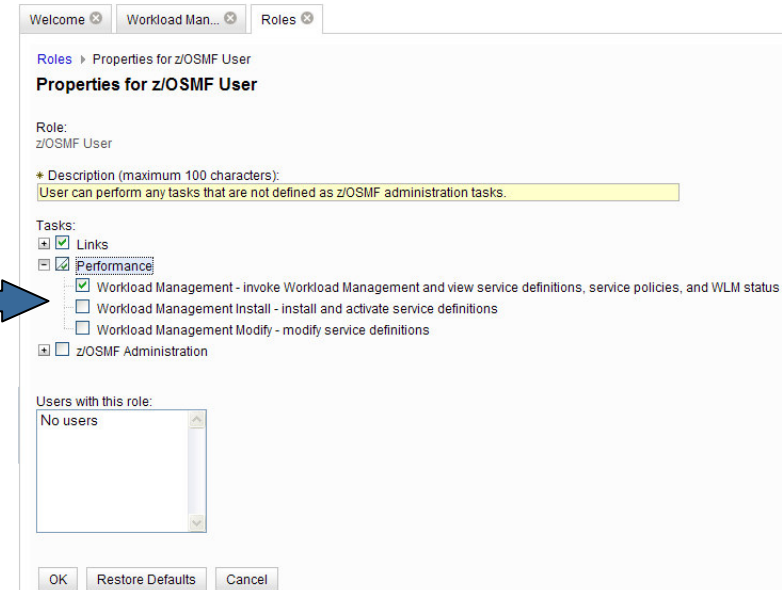 Welcome Workload Man... Roles
Roles Properties for z/OSMF User
Properties for z/OSMF User
Role:
z/OSMF User
* Description (maximum 100 characters):
User can perform any tasks that are not defined as z/OSMF administration tasks.
Tasks:
Links
Performance
Workload Management - invoke Workload Management and view service definitions, service policies, and WLM status
Workload Management Install - install and activate service definitions
Workload Management Modify - modify service definitions
z/OSMF Administration
Users with this role:
No users
OK Restore Defaults Cancel